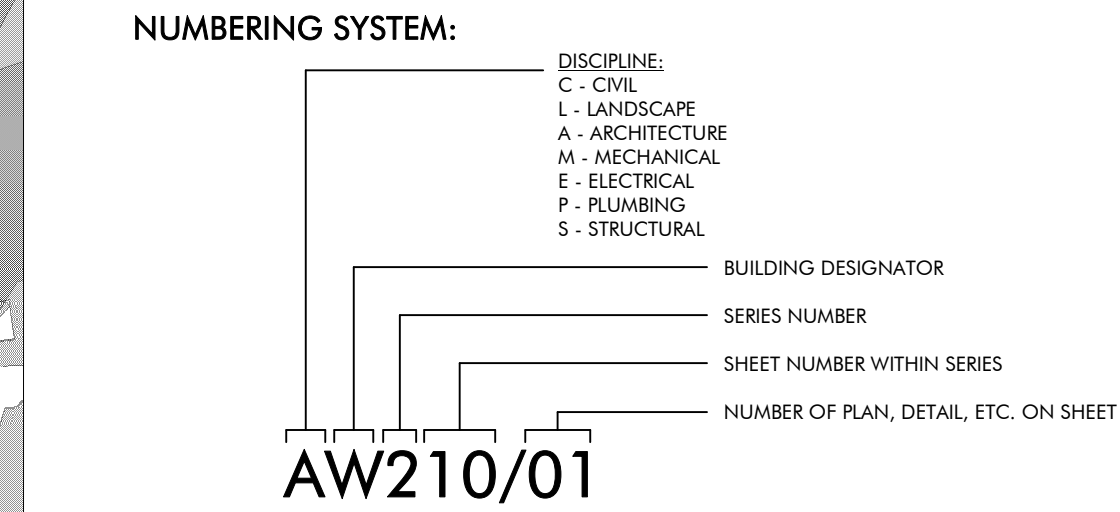 NUMBERING SYSTEM:
DISCIPLINE:
C - CIVIL
L - LANDSCAPE
A - ARCHITECTURE
M - MECHANICAL
E - ELECTRICAL
P - PLUMBING
S - STRUCTURAL
BUILDING DESIGNATOR
SERIES NUMBER
SHEET NUMBER WITHIN SERIES
NUMBER OF PLAN, DETAIL, ETC. ON SHEET
AW210/01